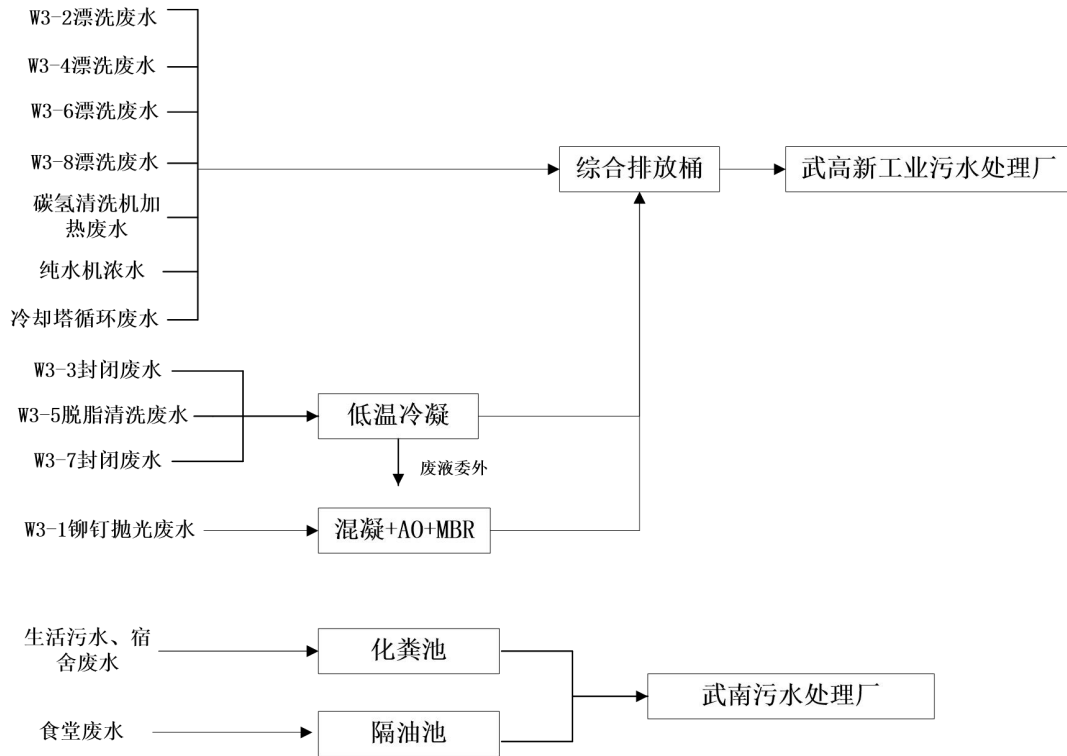 W3-2漂洗废水
W3-4漂洗废水
W3-6漂洗废水
W3-8漂洗废水
综合排放桶
武高新工业污水处理厂
碳氢清洗机加
热废水
纯水机浓水
冷却塔循环废水
W3-3封闭废水
W3-5脱脂清洗废水
低温冷凝
W3-7封闭废水
废液委外
W3-1铆钉抛光废水
混凝+AO+MBR
生活污水、宿
舍废水
化粪池
武南污水处理厂
食堂废水
隔油池